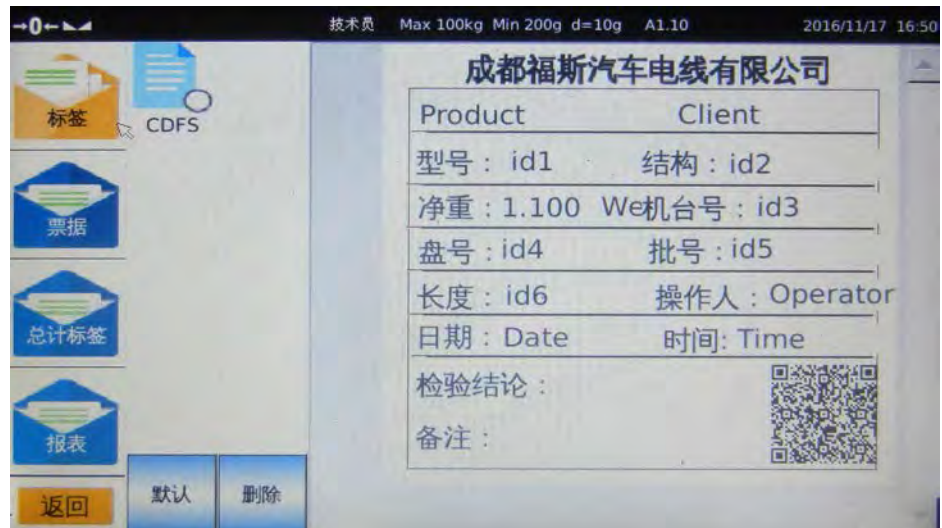 →0← 技术员 Max 100kg Min 200g d=10g A1.10 2016/11/17 16:50
标签
CDFS
票据
总计标签
报表
返回
默认
删除
成都福斯汽车电线有限公司
Product Client
型号： id1 结构：id2
净重：1.100 We机台号：id3
盘号：id4 批号：id5
长度：id6 操作人：Operator
日期：Date 时间: Time
检验结论：
备注：